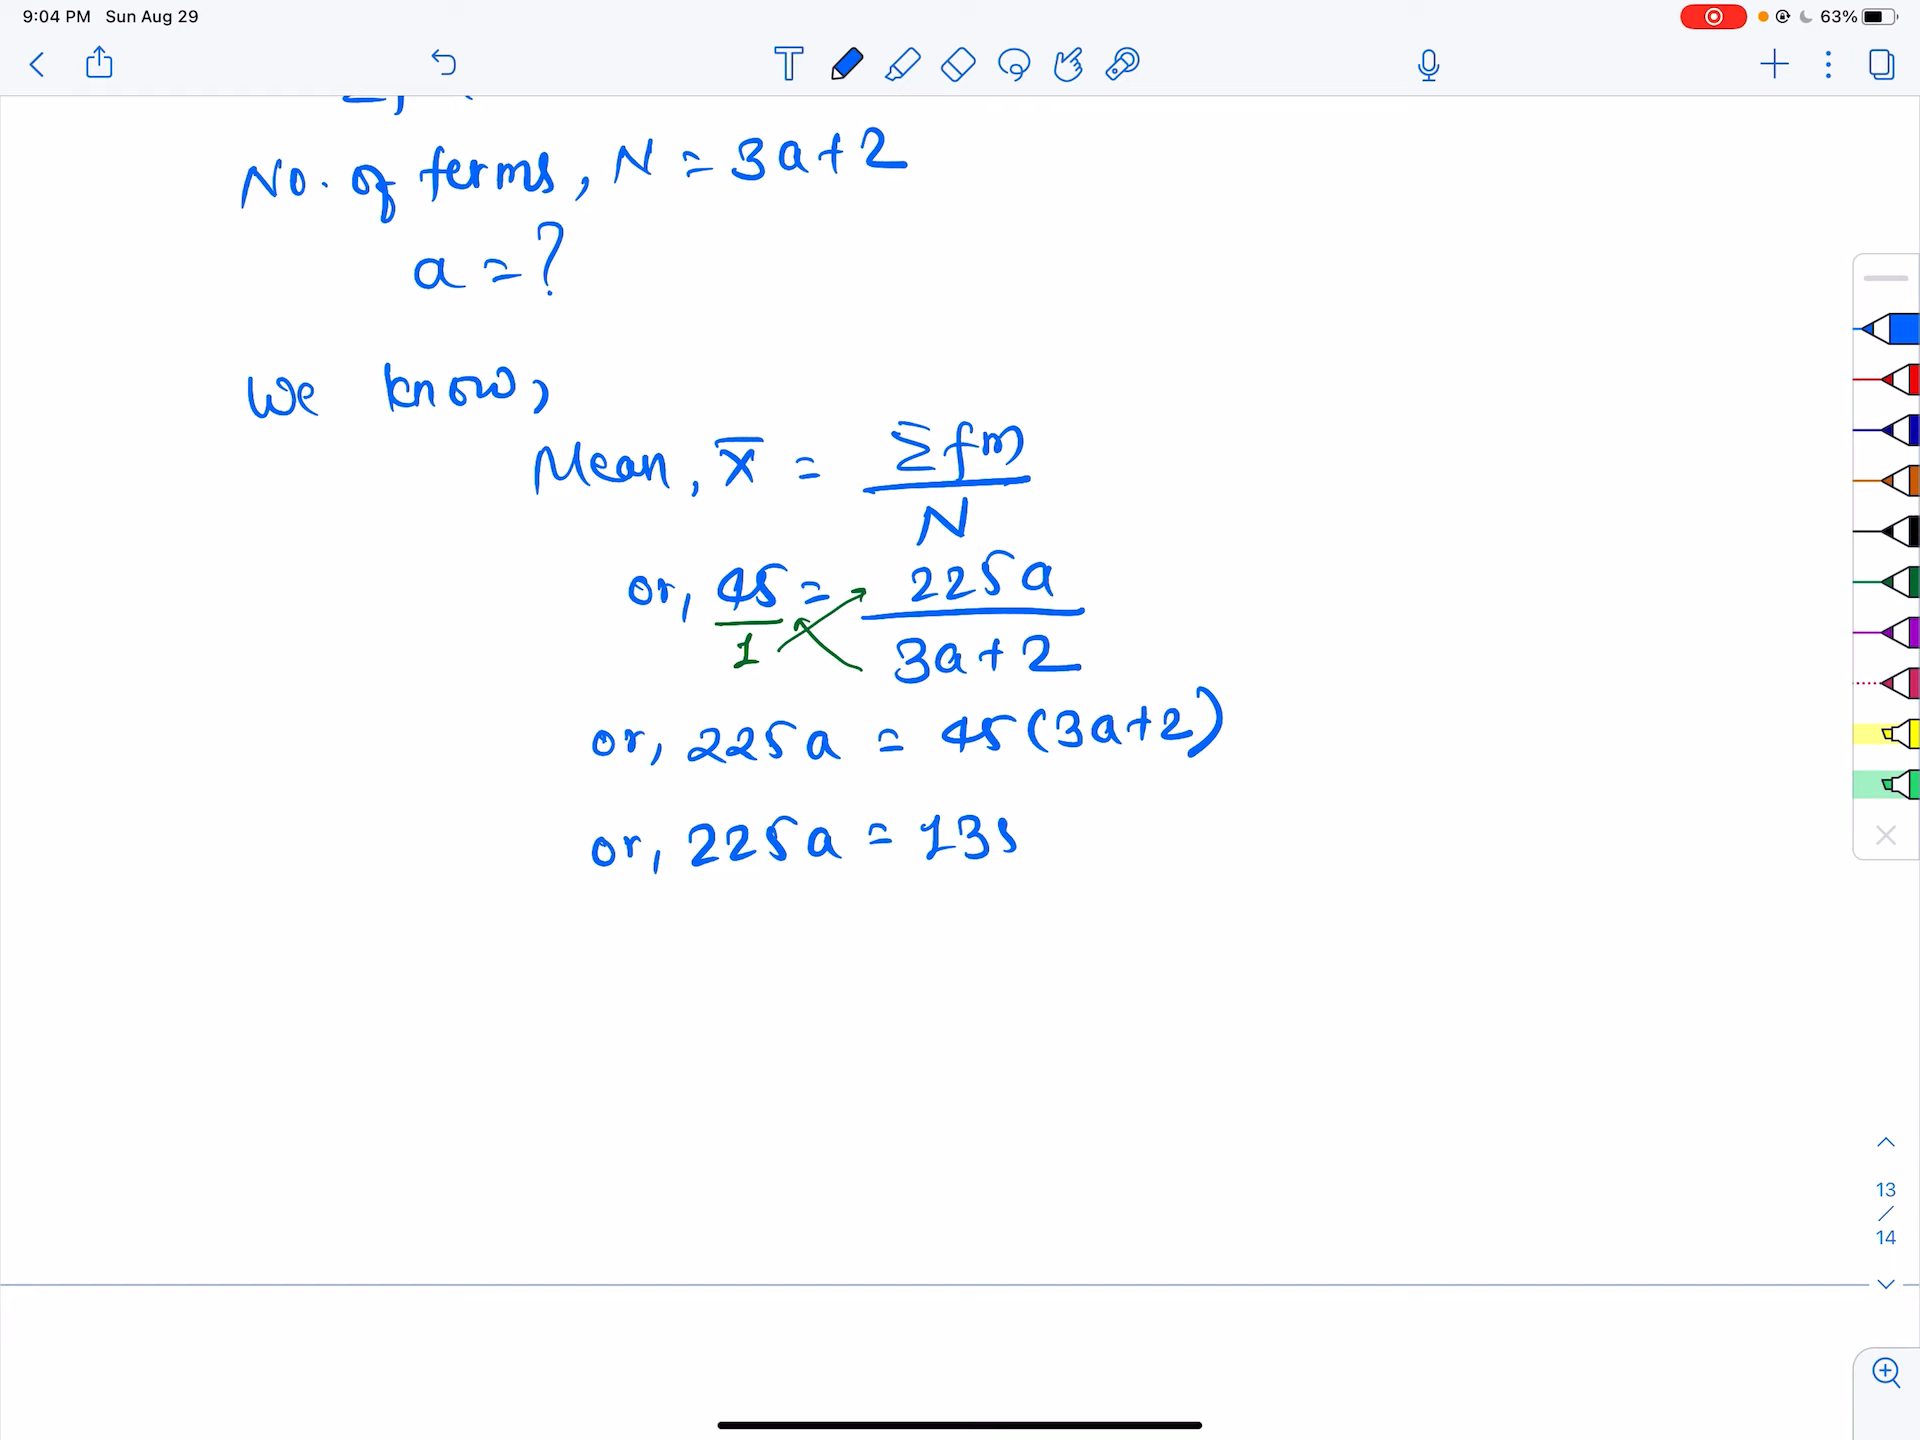 9:04 PM Sun Aug 29 63%
No. of terms, N = 3a+2
a = ?
We know,
Mean, x̄ = Σfm / N
or, 45/1 = 225a / 3a+2
or, 225a = 45(3a+2)
or, 225a = 135
13
/
14